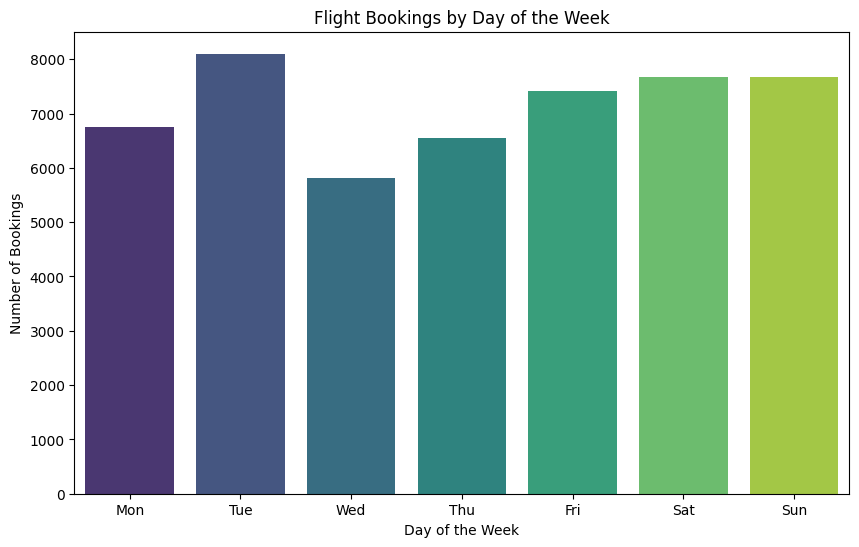 Flight Bookings by Day of the Week
Number of Bookings
8000
7000
6000
5000
4000
3000
2000
1000
0
Mon Tue Wed Thu Fri Sat Sun
Day of the Week